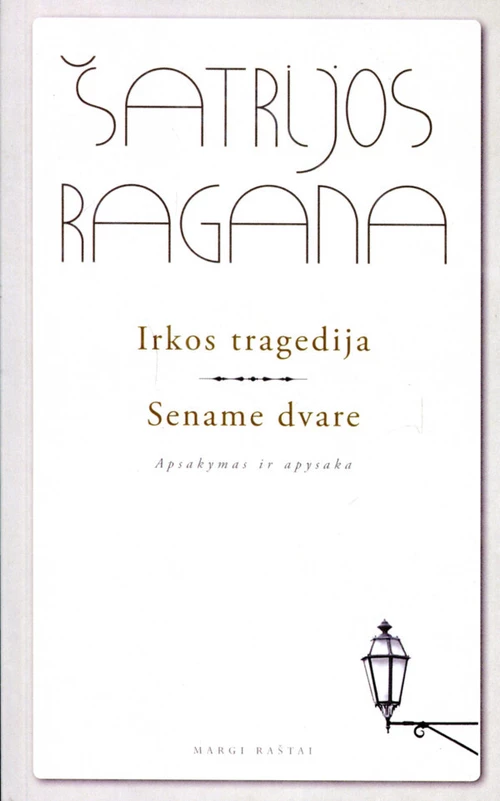 ŠATRIJOS
RAGANA
Irkos tragedija
Sename dvare
Apsakymas ir apysaka
MARGI RAŠTAI